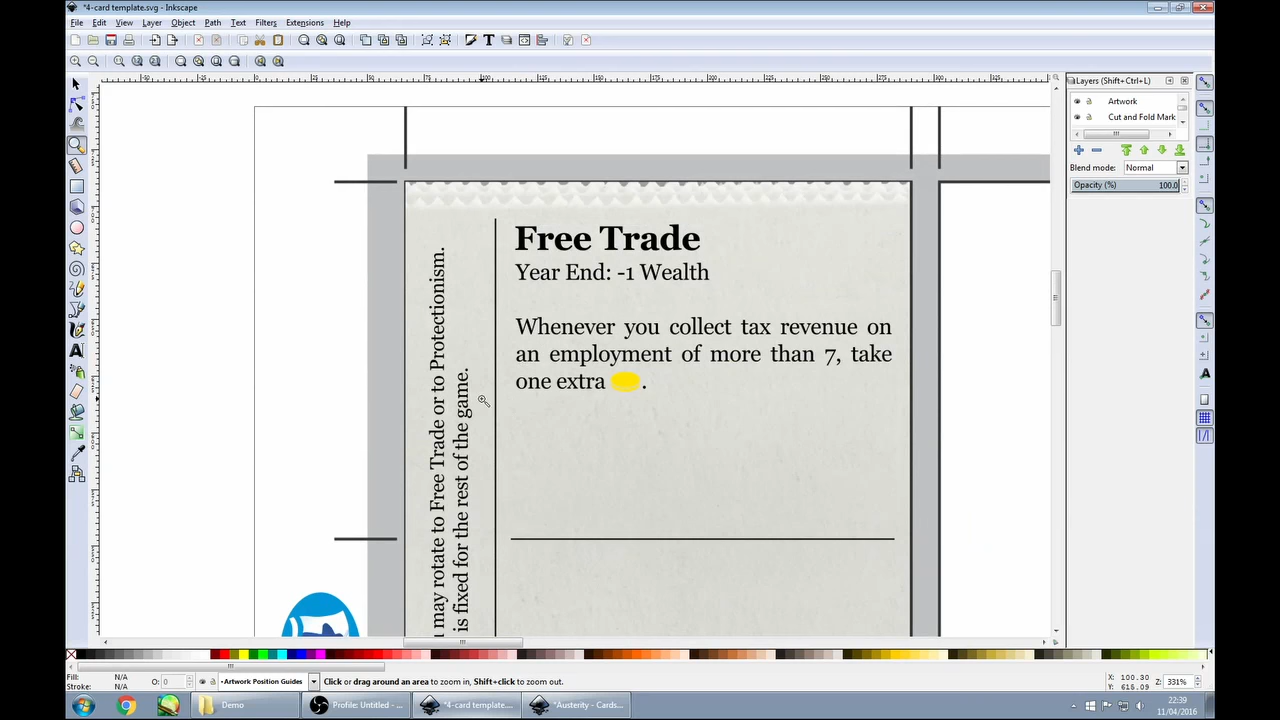 *4-card template.svg - Inkscape
File Edit View Layer Object Path Text Filters Extensions Help
Layers (Shift+Ctrl+L)
Artwork
Cut and Fold Mark
Blend mode: Normal
Opacity (%) 100.0
Free Trade
Year End: -1 Wealth
Whenever you collect tax revenue on
an employment of more than 7, take
one extra .
may rotate to Free Trade or to Protectionism.
is fixed for the rest of the game.
Fill: N/A
Stroke: N/A
O: 0
Artwork Position Guides
Click or drag around an area to zoom in, Shift+click to zoom out.
X: 100.30
Y: 616.09
Z: 331%
Demo
Profile: Untitled - ...
*4-card template....
*Austerity - Cards...
22:39
11/04/2016